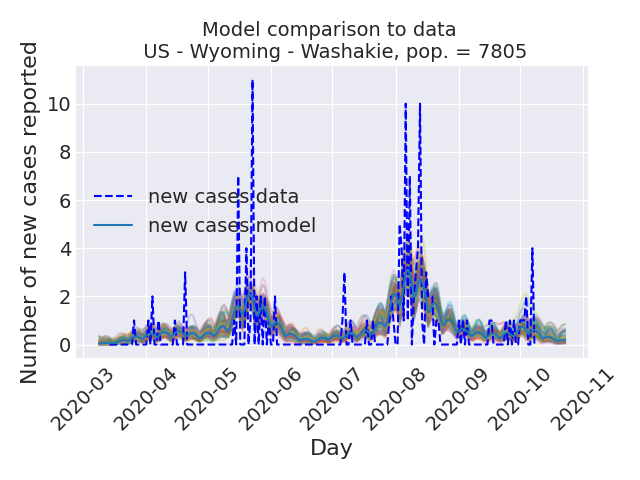 Model comparison to data
US - Wyoming - Washakie, pop. = 7805
Number of new cases reported
10
8
6
4
2
0
new cases data
new cases model
2020-03
2020-04
2020-05
2020-06
2020-07
2020-08
2020-09
2020-10
2020-11
Day